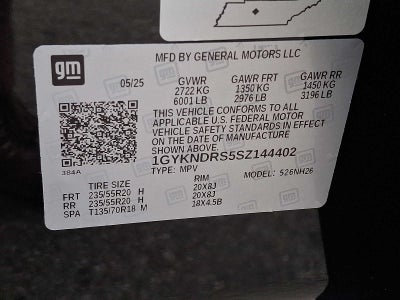 gm
MFD BY GENERAL MOTORS LLC
05/25 GVWR GAWR FRT GAWR RR
2722 KG 1350 KG 1450 KG
6001 LB 2976 LB 3196 LB
THIS VEHICLE CONFORMS TO ALL
APPLICABLE U.S. FEDERAL MOTOR
VEHICLE SAFETY STANDARDS IN EFFECT
ON THE DATE OF MANUFACTURE
SHOWN ABOVE.
384A
1GYKNDRS5SZ144402
TYPE: MPV MODEL: 526NH26
TIRE SIZE RIM
FRT 235/55R20 H 20X8J
RR 235/55R20 H 20X8J
SPA T135/70R18 M 18X4.5B